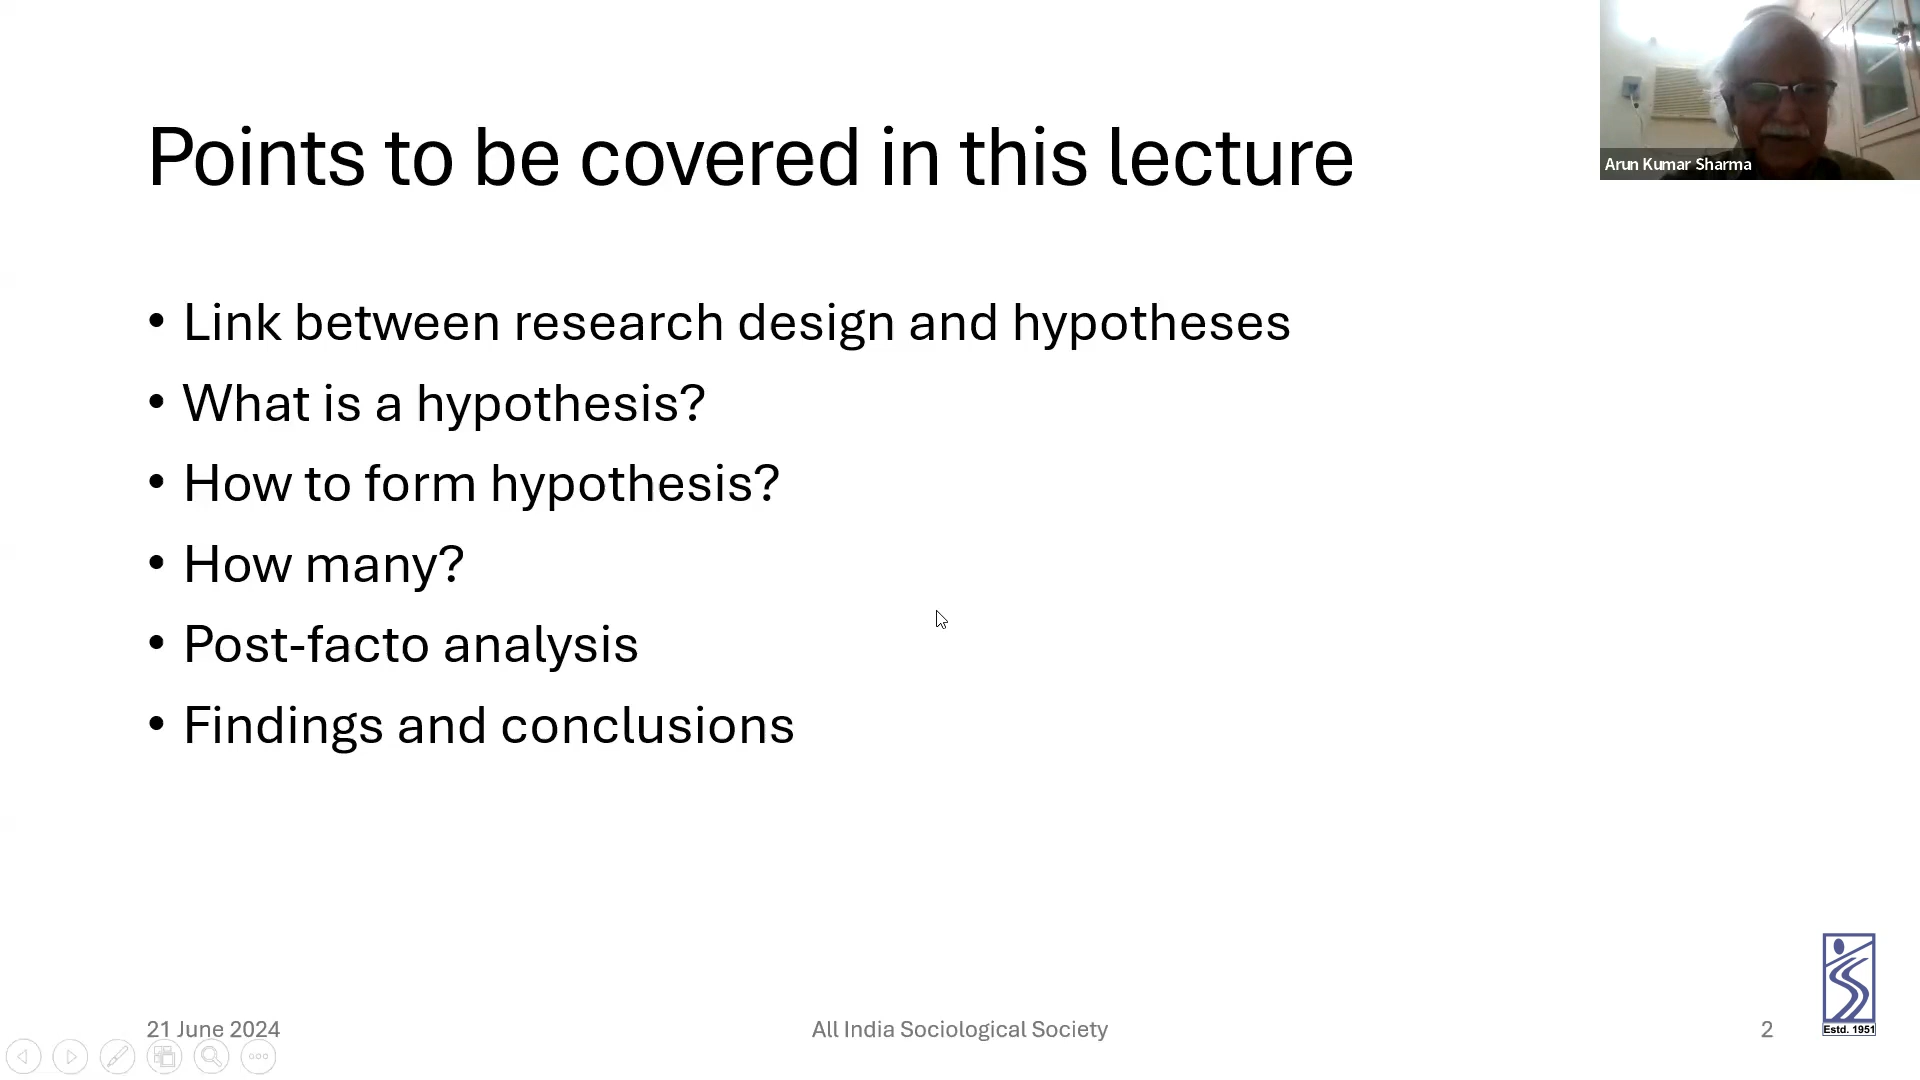 Points to be covered in this lecture
Arun Kumar Sharma
• Link between research design and hypotheses
• What is a hypothesis?
• How to form hypothesis?
• How many?
• Post-facto analysis
• Findings and conclusions
21 June 2024
All India Sociological Society
2
Estd. 1951